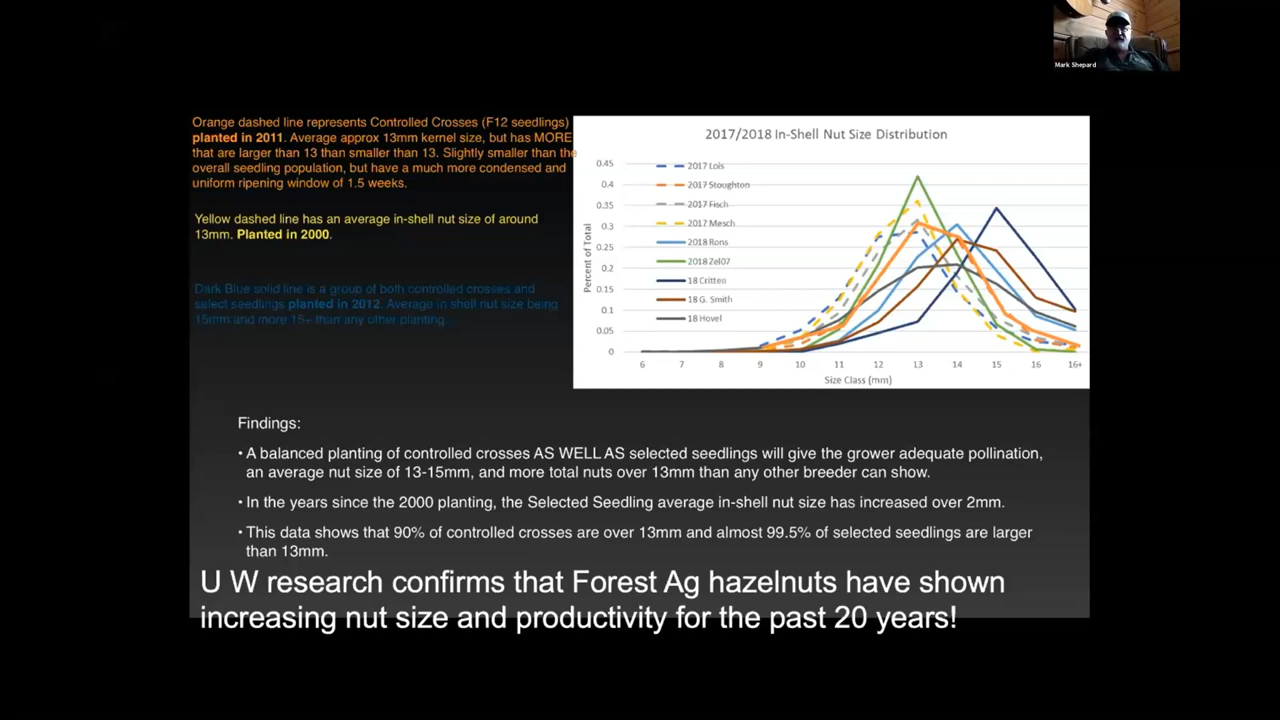 Mark Shepard
Orange dashed line represents Controlled Crosses (F12 seedlings)
planted in 2011. Average approx 13mm kernel size, but has MORE
that are larger than 13 than smaller than 13. Slightly smaller than the
overall seedling population, but have a much more condensed and
uniform ripening window of 1.5 weeks.
Yellow dashed line has an average in-shell nut size of around
13mm. Planted in 2000.
Dark Blue solid line is a group of both controlled crosses and
select seedlings planted in 2012. Average in shell nut size being
15mm and more 15+ than any other planting.
2017/2018 In-Shell Nut Size Distribution
Percent of Total
0.45
0.4
0.35
0.3
0.25
0.2
0.15
0.1
0.05
0
2017 Lois
2017 Stoughton
2017 Fisch
2017 Mesch
2018 Rons
2018 Zel07
18 Critten
18 G. Smith
18 Hovel
6 7 8 9 10 11 12 13 14 15 16 16+
Size Class (mm)
Findings:
• A balanced planting of controlled crosses AS WELL AS selected seedlings will give the grower adequate pollination,
an average nut size of 13-15mm, and more total nuts over 13mm than any other breeder can show.
• In the years since the 2000 planting, the Selected Seedling average in-shell nut size has increased over 2mm.
• This data shows that 90% of controlled crosses are over 13mm and almost 99.5% of selected seedlings are larger
than 13mm.
U W research confirms that Forest Ag hazelnuts have shown
increasing nut size and productivity for the past 20 years!